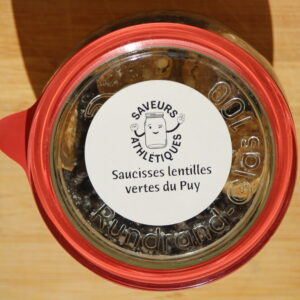 SAVEURS
ATHLÉTIQUES
Saucisses lentilles
vertes du Puy
100
Rundrand-Glas